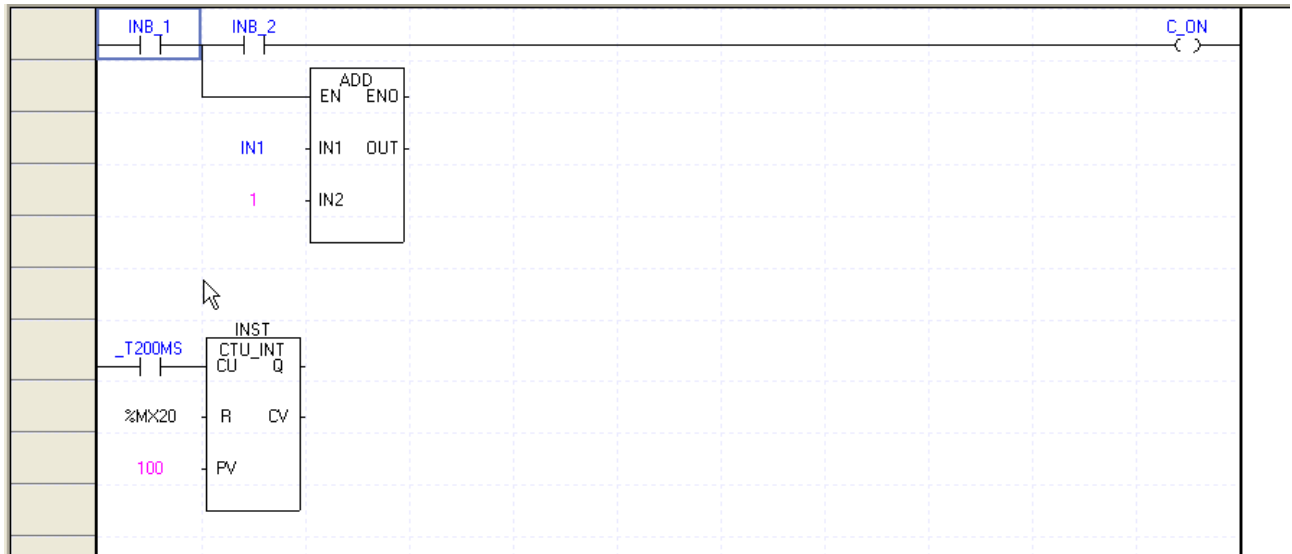 INB_1 INB_2 C_ON
ADD
EN ENO
IN1 IN1 OUT
1 IN2
INST
_T200MS CTU_INT
CU Q
%MX20 R CV
100 PV